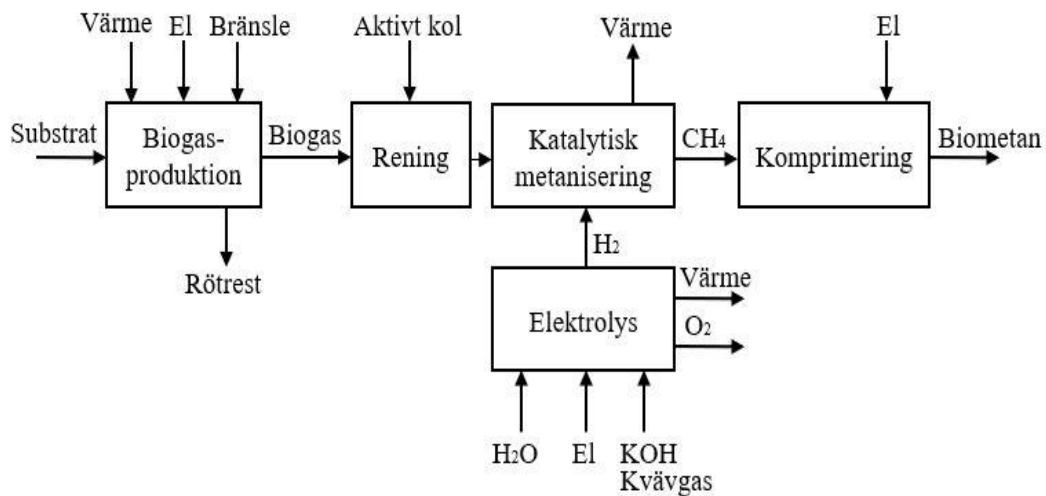 Värme
El
Bränsle
Aktivt kol
Värme
El
Substrat
Biogas-
produktion
Biogas
Rening
Katalytisk
metanisering
CH₄
Komprimering
Biometan
Rötrest
H₂
Elektrolys
Värme
O₂
H₂O
El
KOH
Kvävgas